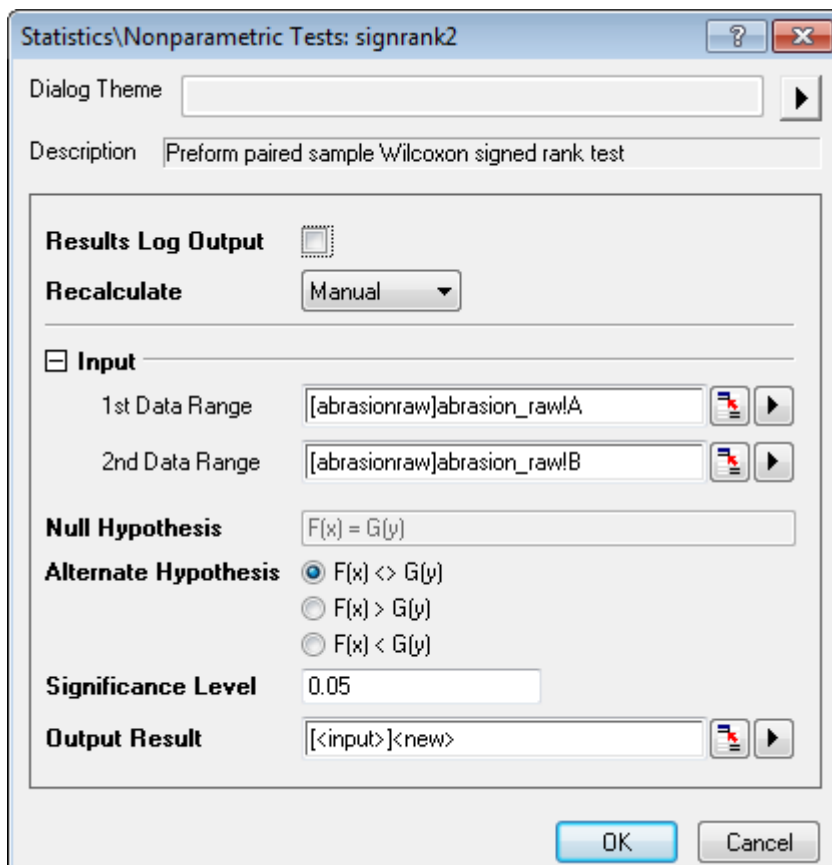 Statistics\Nonparametric Tests: signrank2
Dialog Theme
Description Preform paired sample Wilcoxon signed rank test
Results Log Output
Recalculate Manual
Input
1st Data Range [abrasionraw]abrasion_raw!A
2nd Data Range [abrasionraw]abrasion_raw!B
Null Hypothesis F(x) = G(y)
Alternate Hypothesis F(x) <> G(y)
F(x) > G(y)
F(x) < G(y)
Significance Level 0.05
Output Result [<input>]<new>
OK Cancel